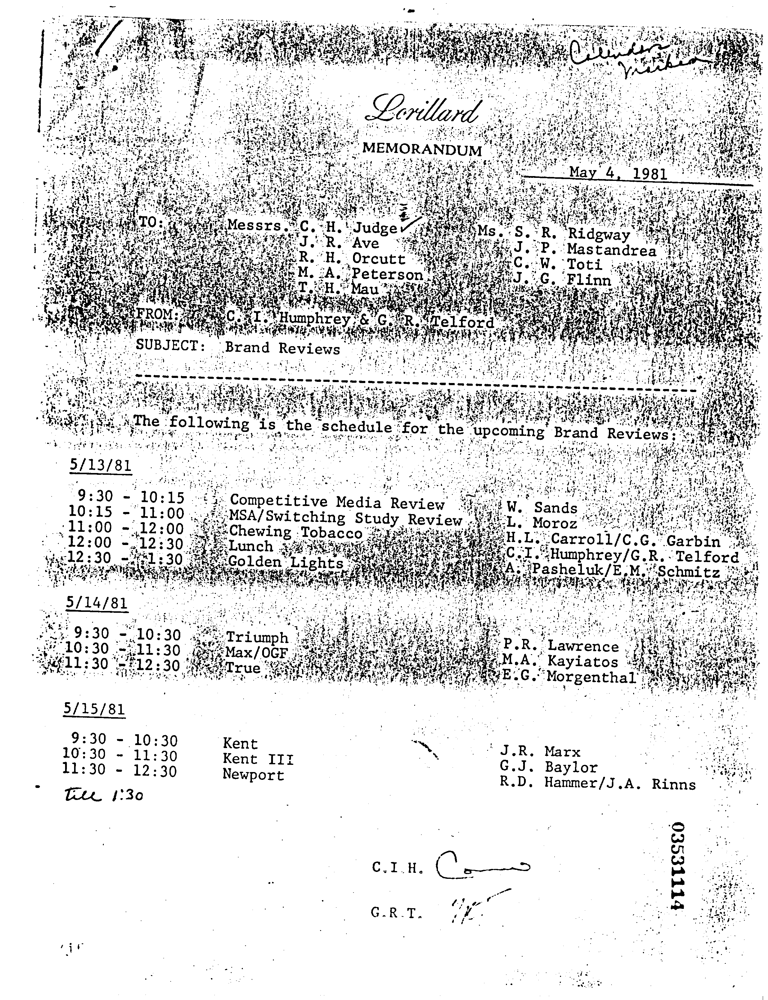 Calendar
Lorillard
MEMORANDUM
May 4, 1981
TO: Messrs. C. H. Judge ✓ Ms. S. R. Ridgway
J. R. Ave J. P. Mastandrea
R. H. Orcutt C. W. Toti
M. A. Peterson J. G. Flinn
T. H. Mau
FROM: C. I. Humphrey & G. R. Telford
SUBJECT: Brand Reviews
The following is the schedule for the upcoming Brand Reviews:
5/13/81
9:30 - 10:15 Competitive Media Review W. Sands
10:15 - 11:00 MSA/Switching Study Review L. Moroz
11:00 - 12:00 Chewing Tobacco H.L. Carroll/C.G. Garbin
12:00 - 12:30 Lunch C.I. Humphrey/G.R. Telford
12:30 - 1:30 Golden Lights A. Pasheluk/E.M. Schmitz
5/14/81
9:30 - 10:30 Triumph P.R. Lawrence
10:30 - 11:30 Max/OGF M.A. Kayiatos
11:30 - 12:30 True E.G. Morgenthal
5/15/81
9:30 - 10:30 Kent J.R. Marx
10:30 - 11:30 Kent III G.J. Baylor
11:30 - 12:30 Newport R.D. Hammer/J.A. Rinns
till 1:30
C.I.H.
G.R.T.
03531114